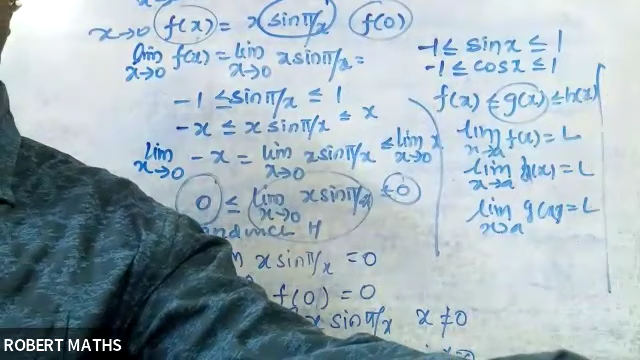 x→0 f(x) = x sinπ/x f(0)
lim x→0 f(x) = lim x→0 x sinπ/x =
-1 ≤ sinπ/x ≤ 1
-x ≤ x sinπ/x ≤ x
lim x→0 -x = lim x→0 x sinπ/x ≤ lim x→0 x
0 ≤ lim x→0 x sinπ/x ≤ 0
x sinπ/x = 0
f(0) = 0
x sinπ/x x ≠ 0
-1 ≤ sinx ≤ 1
-1 ≤ cosx ≤ 1
f(x) ≤ g(x) ≤ h(x)
lim x→a f(x) = L
lim x→a h(x) = L
lim x→a g(x) = L
ROBERT MATHS